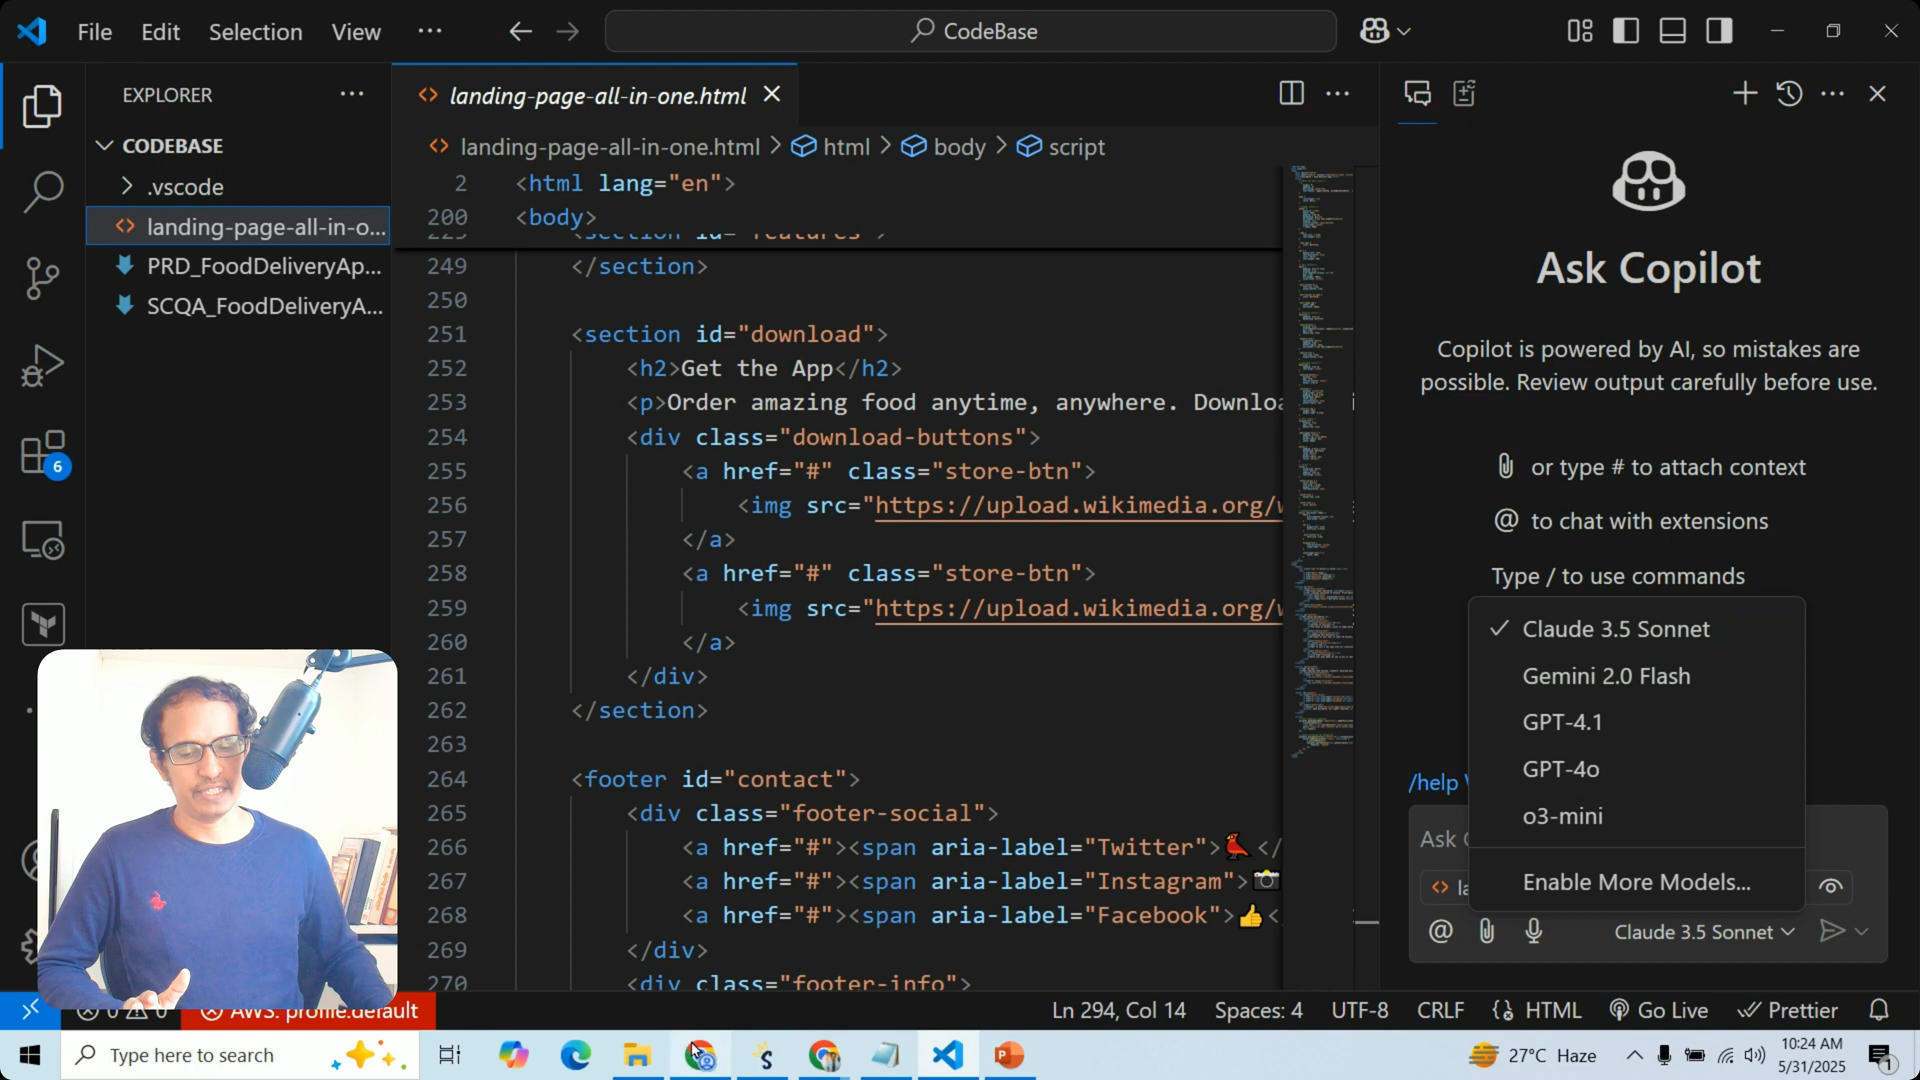 File Edit Selection View ···
CodeBase
EXPLORER
CODEBASE
.vscode
landing-page-all-in-o...
PRD_FoodDeliveryAp...
SCQA_FoodDeliveryA...
landing-page-all-in-one.html
landing-page-all-in-one.html > html > body > script
2 <html lang="en">
200 <body>
249 </section>
250
251 <section id="download">
252 <h2>Get the App</h2>
253 <p>Order amazing food anytime, anywhere. Downloa
254 <div class="download-buttons">
255 <a href="#" class="store-btn">
256 <img src="https://upload.wikimedia.org/w
257 </a>
258 <a href="#" class="store-btn">
259 <img src="https://upload.wikimedia.org/w
260 </a>
261 </div>
262 </section>
263
264 <footer id="contact">
265 <div class="footer-social">
266 <a href="#"><span aria-label="Twitter">🐦</
267 <a href="#"><span aria-label="Instagram">📷
268 <a href="#"><span aria-label="Facebook">👍<
269 </div>
270 <div class="footer-info">
Ask Copilot
Copilot is powered by AI, so mistakes are
possible. Review output carefully before use.
or type # to attach context
@ to chat with extensions
Type / to use commands
Claude 3.5 Sonnet
Gemini 2.0 Flash
GPT-4.1
GPT-4o
o3-mini
Enable More Models...
/help
Ask
la
@ Claude 3.5 Sonnet
6
0 0
AWS: profile:default
Ln 294, Col 14 Spaces: 4 UTF-8 CRLF {} HTML Go Live Prettier
Type here to search
27°C Haze
10:24 AM
5/31/2025
1